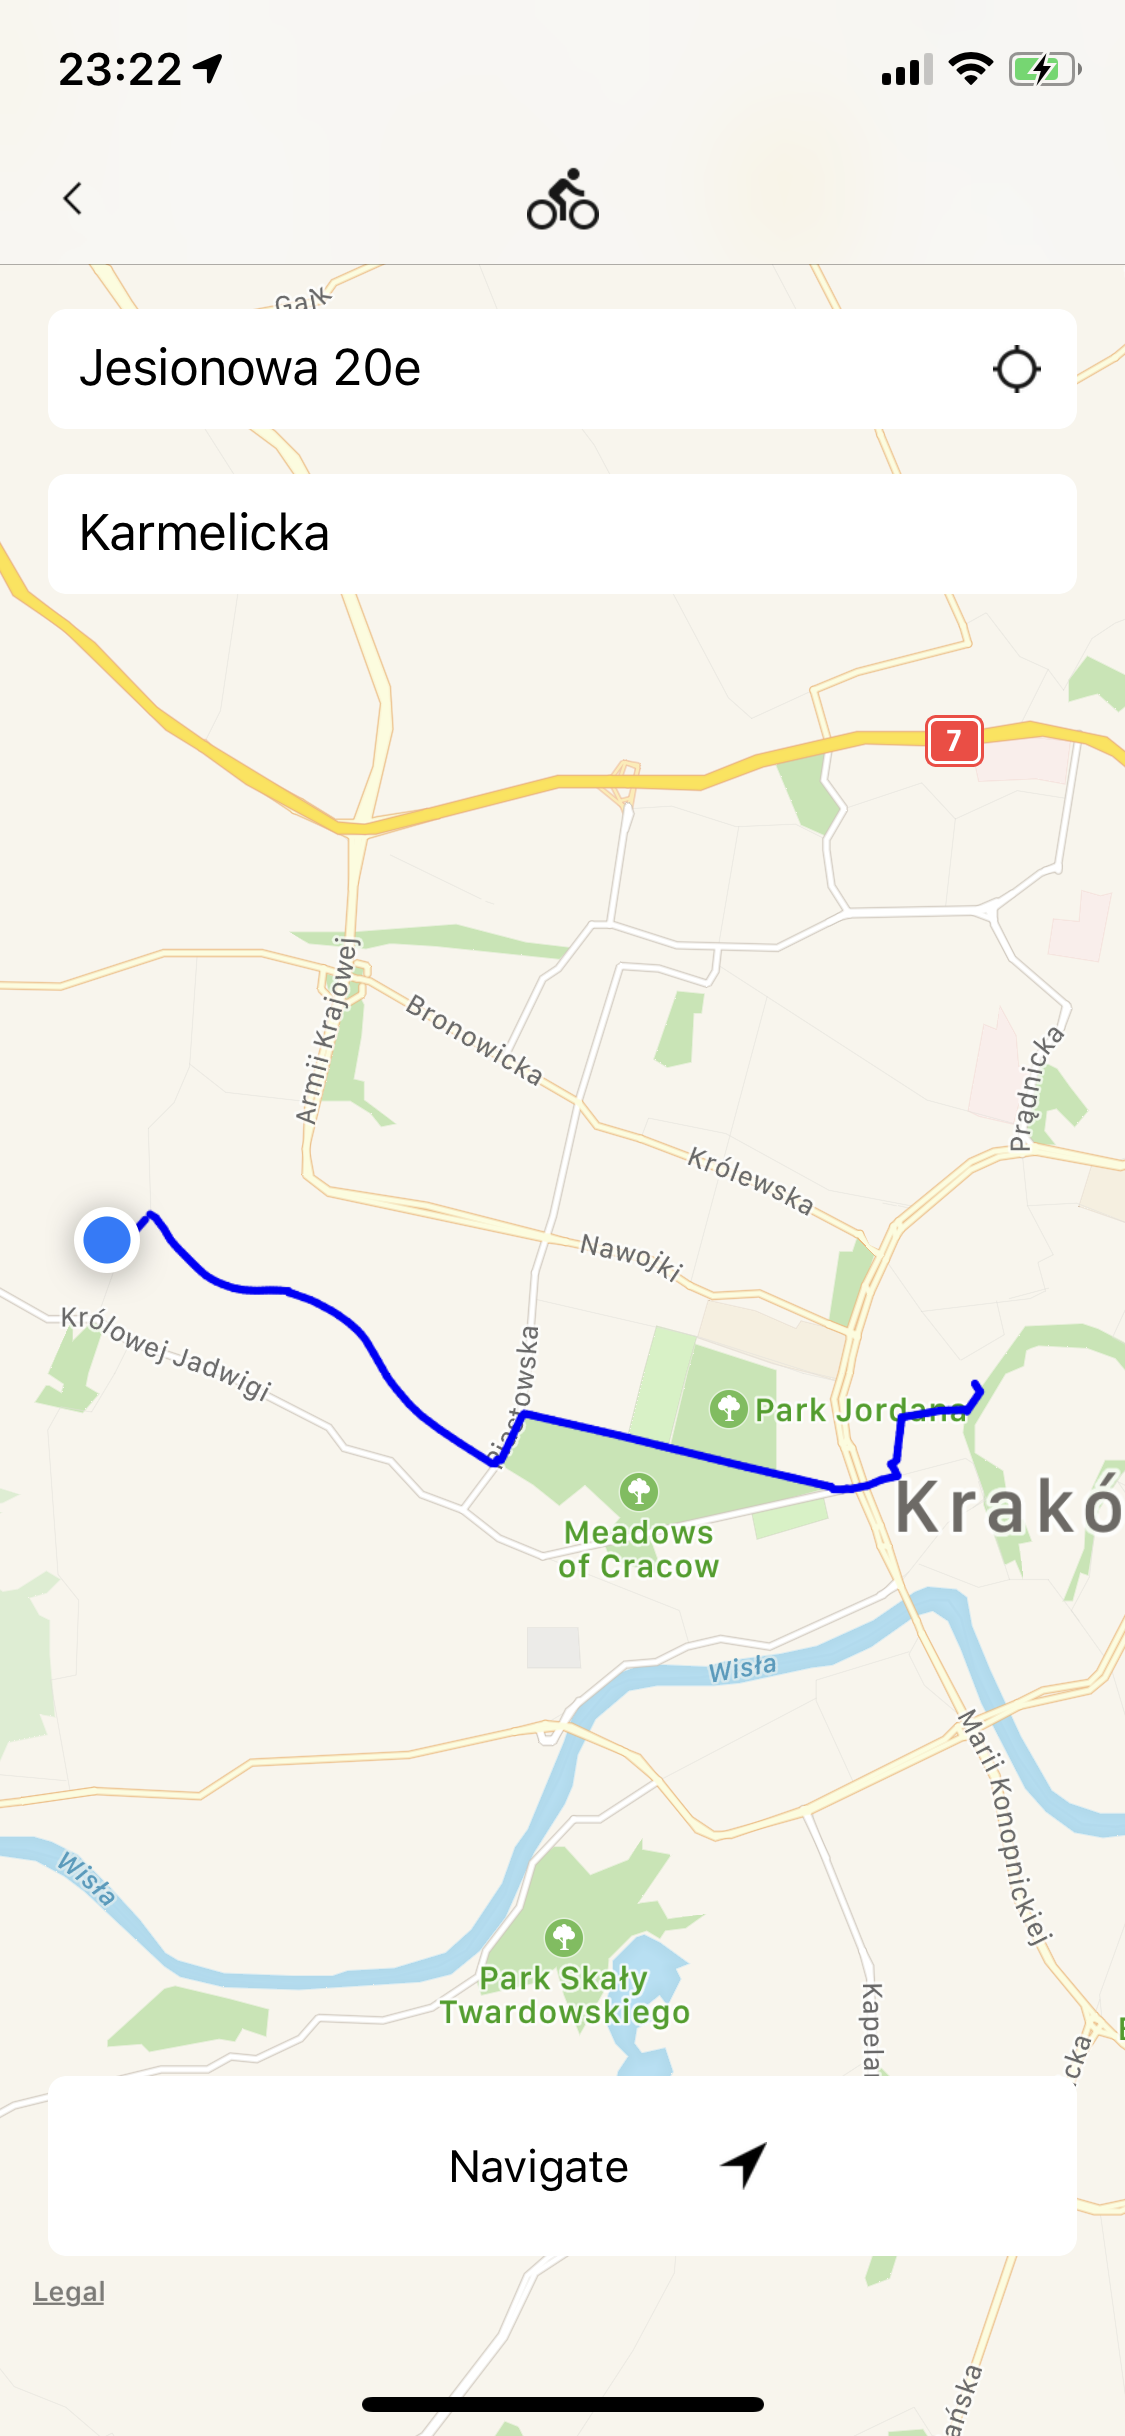 23:22
Jesionowa 20e
Karmelicka
7
Armii Krajowej
Bronowicka
Prądnicka
Królewska
Nawojki
Królowej Jadwigi
Piastowska
Park Jordana
Krakó
Meadows
of Cracow
Wisła
Marii Konopnickiej
Wisła
Park Skały
Twardowskiego
Kapela
cka
Navigate
Legal
ańska